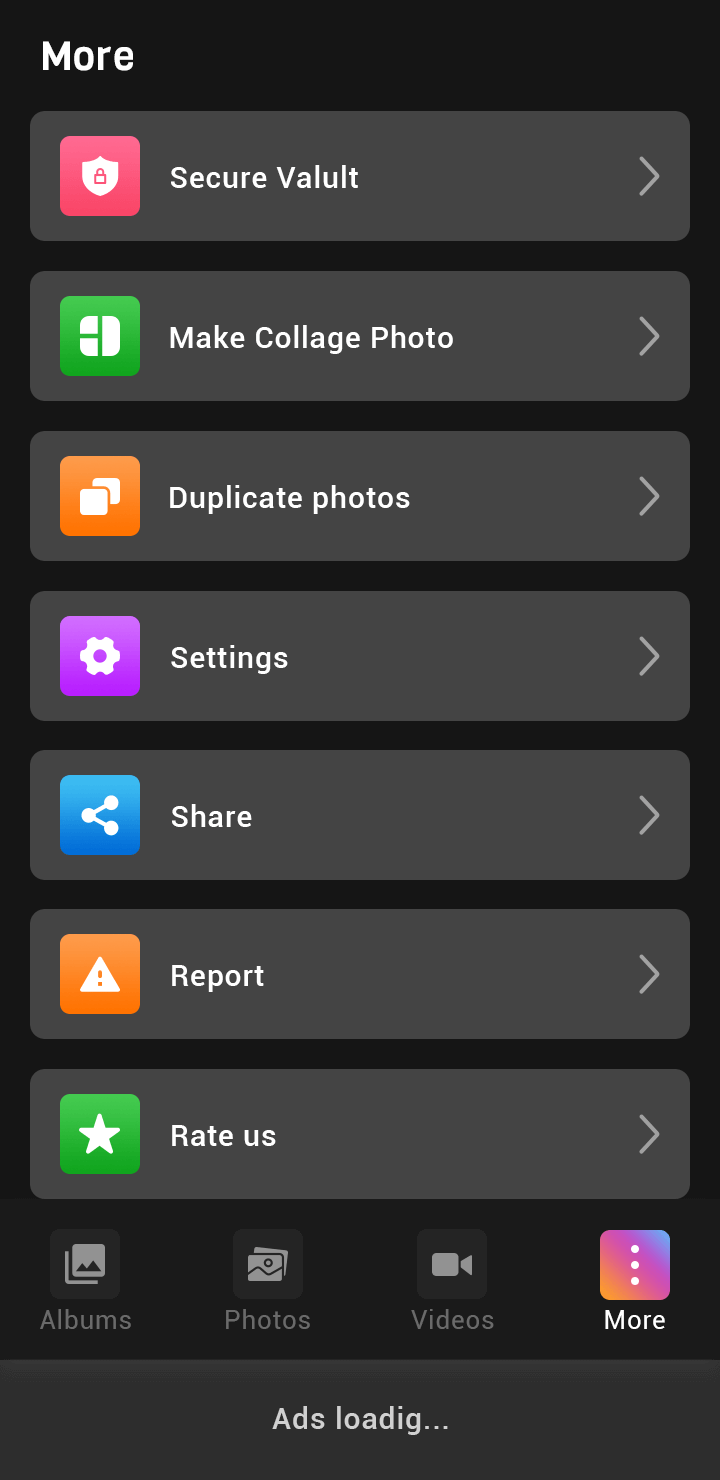 More
Secure Valult
Make Collage Photo
Duplicate photos
Settings
Share
Report
Rate us
Albums
Photos
Videos
More
Ads loadig...